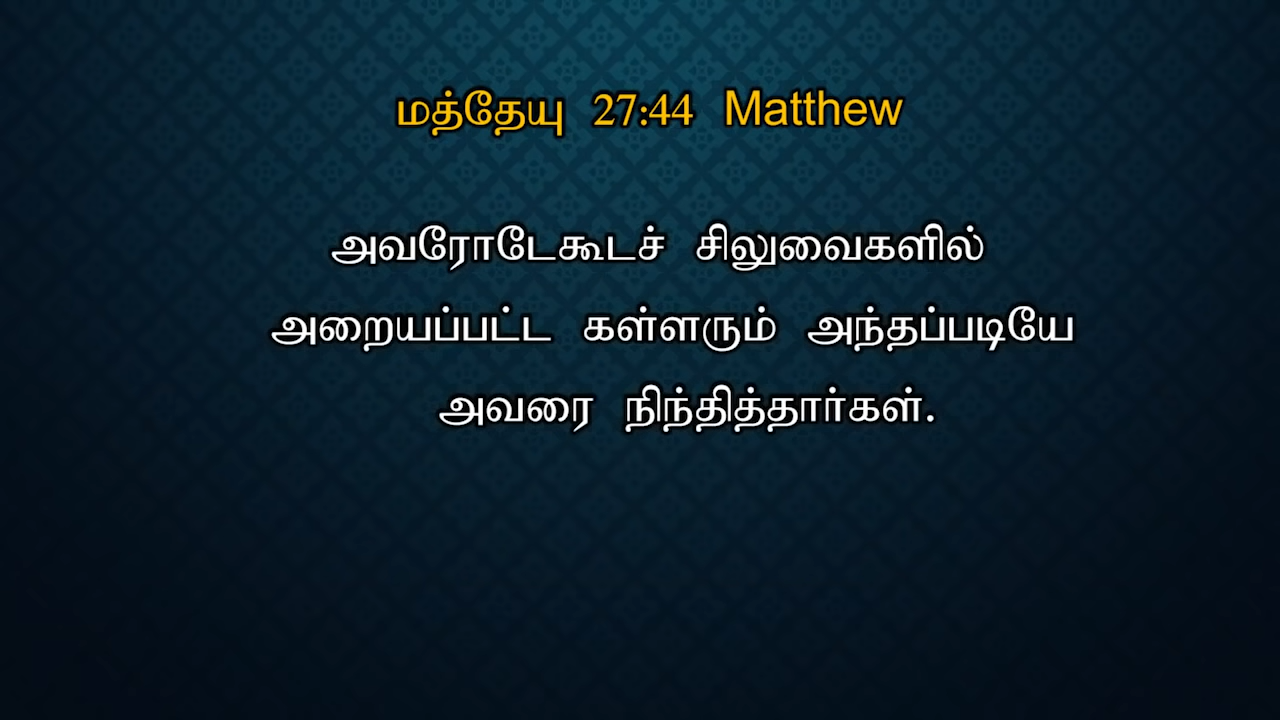 மத்தேயு 27:44 Matthew
அவரோடேகூடச் சிலுவைகளில்
அறையப்பட்ட கள்ளரும் அந்தப்படியே
அவரை நிந்தித்தார்கள்.